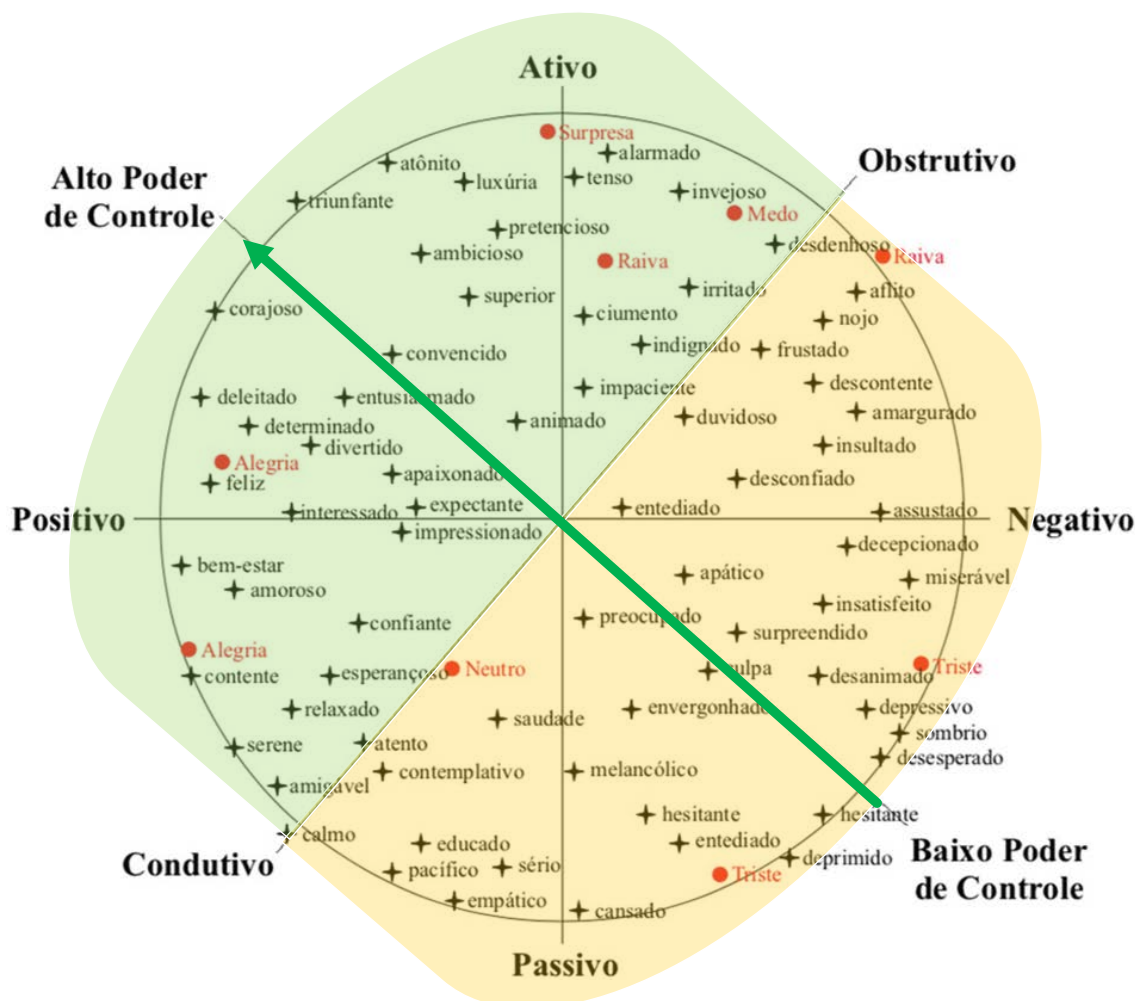 Ativo
Surpresa
alarmado
Obstrutivo
atônito
Alto Poder
de Controle
luxúria
tenso
invejoso
triunfante
Medo
pretencioso
desdenhoso
ambicioso
Raiva
Raiva
superior
irritado
aflito
corajoso
ciumento
nojo
convencido
indignado
frustado
deleitado
entusiasmado
impaciente
descontente
determinado
animado
duvidoso
amargurado
divertido
insultado
Alegria
apaixonado
desconfiado
feliz
interessado
expectante
entediado
assustado
Positivo
Negativo
impressionado
decepcionado
bem-estar
apático
miserável
amoroso
insatisfeito
confiante
preocupado
surpreendido
Alegria
Neutro
culpa
Triste
contente
esperançoso
desanimado
relaxado
saudade
envergonhado
depressivo
serene
atento
sombrio
desesperado
contemplativo
melancólico
amigável
calmo
hesitante
hesitante
Condutivo
educado
entediado
Baixo Poder
de Controle
deprimido
pacífico
sério
Triste
empático
cansado
Passivo